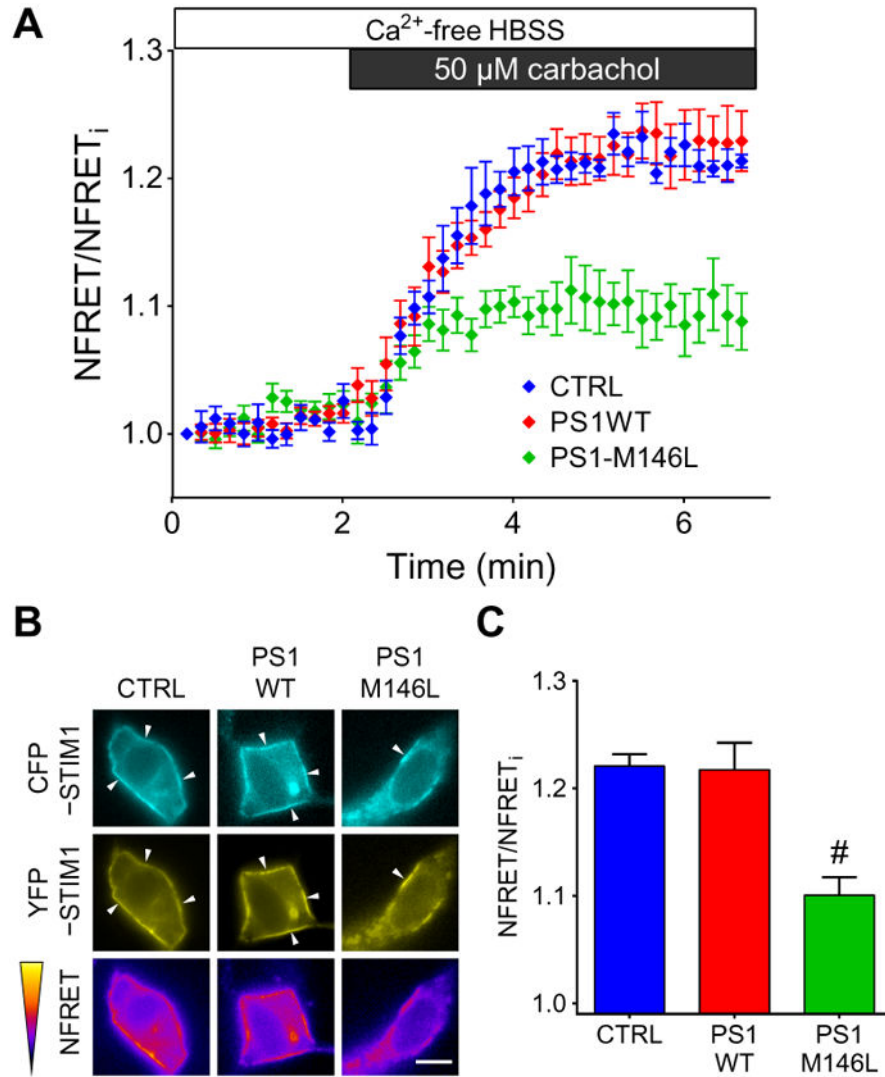 A
Ca²⁺-free HBSS
50 µM carbachol
NFRET/NFRETᵢ
1.3
1.2
1.1
1.0
CTRL
PS1WT
PS1-M146L
0
2
4
6
Time (min)
B
CTRL
PS1
WT
PS1
M146L
CFP
–STIM1
YFP
–STIM1
NFRET
C
NFRET/NFRETᵢ
1.3
1.2
1.1
1.0
#
CTRL
PS1
WT
PS1
M146L